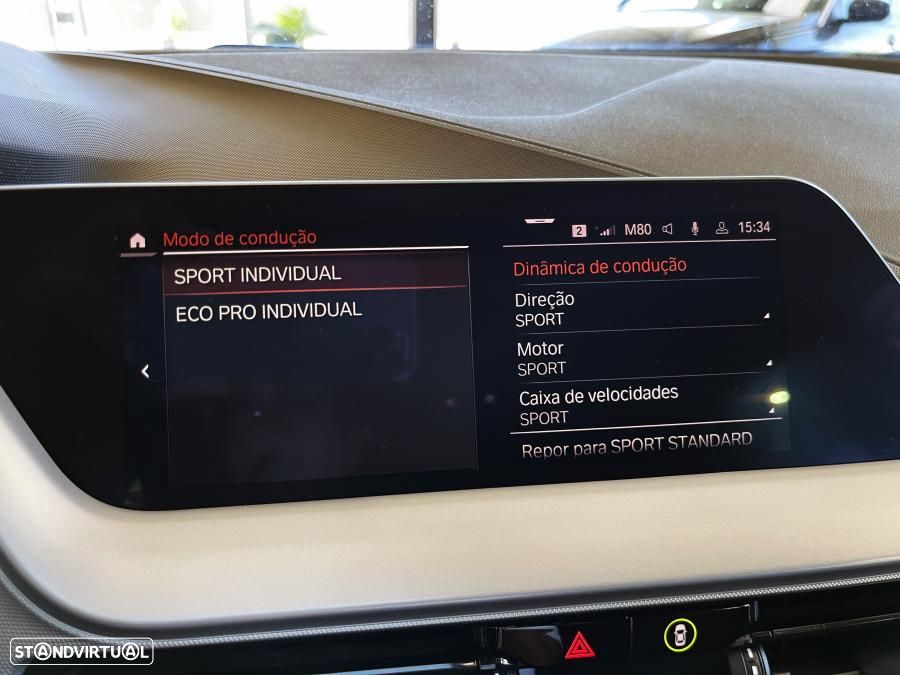 2 M80 15:34
Modo de condução
SPORT INDIVIDUAL
ECO PRO INDIVIDUAL
Dinâmica de condução
Direção
SPORT
Motor
SPORT
Caixa de velocidades
SPORT
Repor para SPORT STANDARD
STANDVIRTUAL